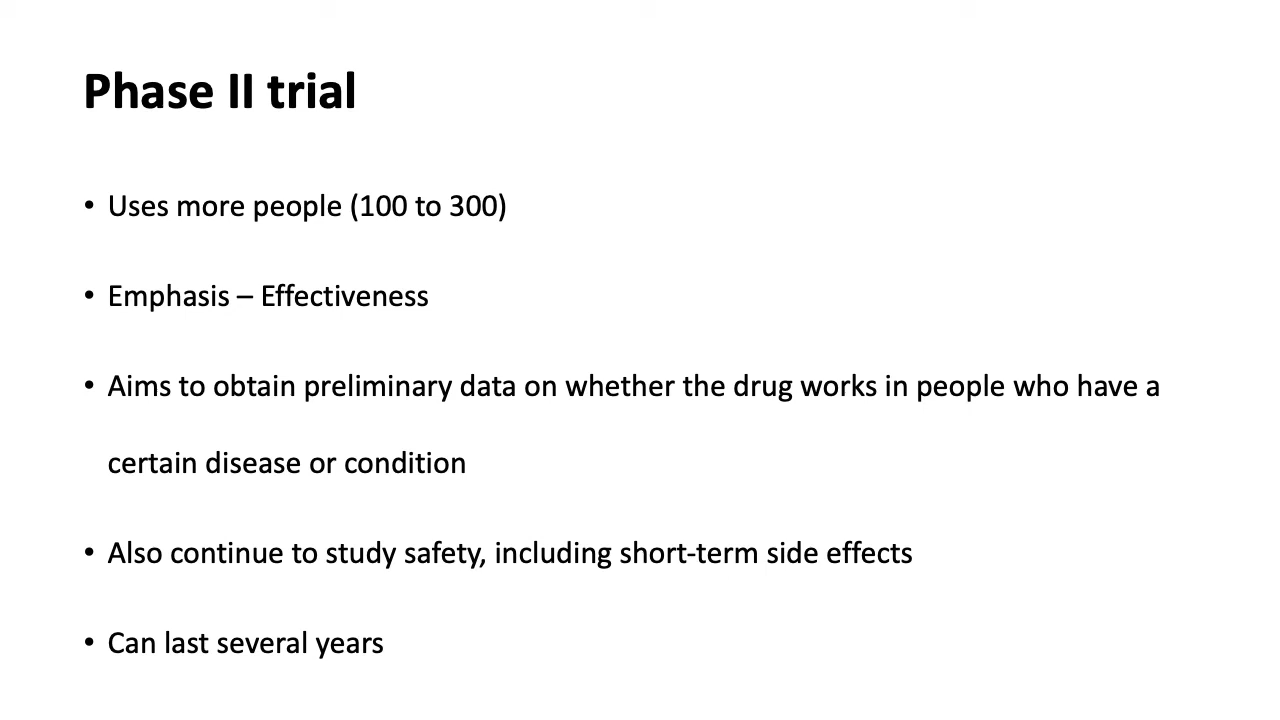 Phase II trial
• Uses more people (100 to 300)
• Emphasis – Effectiveness
• Aims to obtain preliminary data on whether the drug works in people who have a
certain disease or condition
• Also continue to study safety, including short-term side effects
• Can last several years